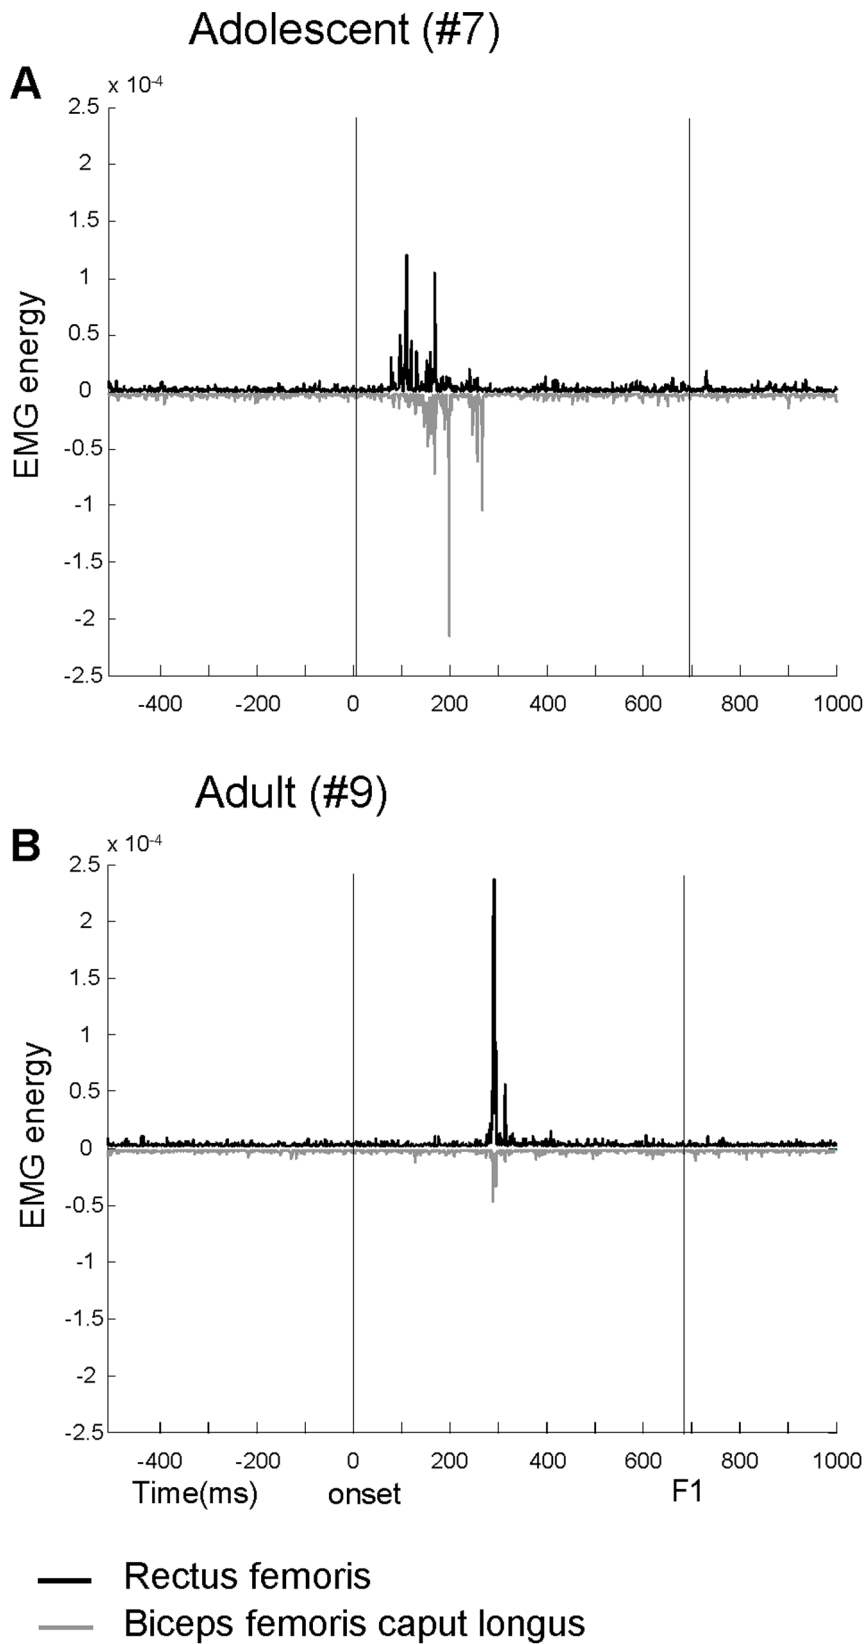 Adolescent (#7)
A
x 10-4
2.5
2
1.5
1
0.5
0
-0.5
-1
-1.5
-2
-2.5
EMG energy
-400 -200 0 200 400 600 800 1000
Adult (#9)
B
x 10-4
2.5
2
1.5
1
0.5
0
-0.5
-1
-1.5
-2
-2.5
EMG energy
-400 -200 0 200 400 600 800 1000
Time(ms) onset F1
Rectus femoris
Biceps femoris caput longus